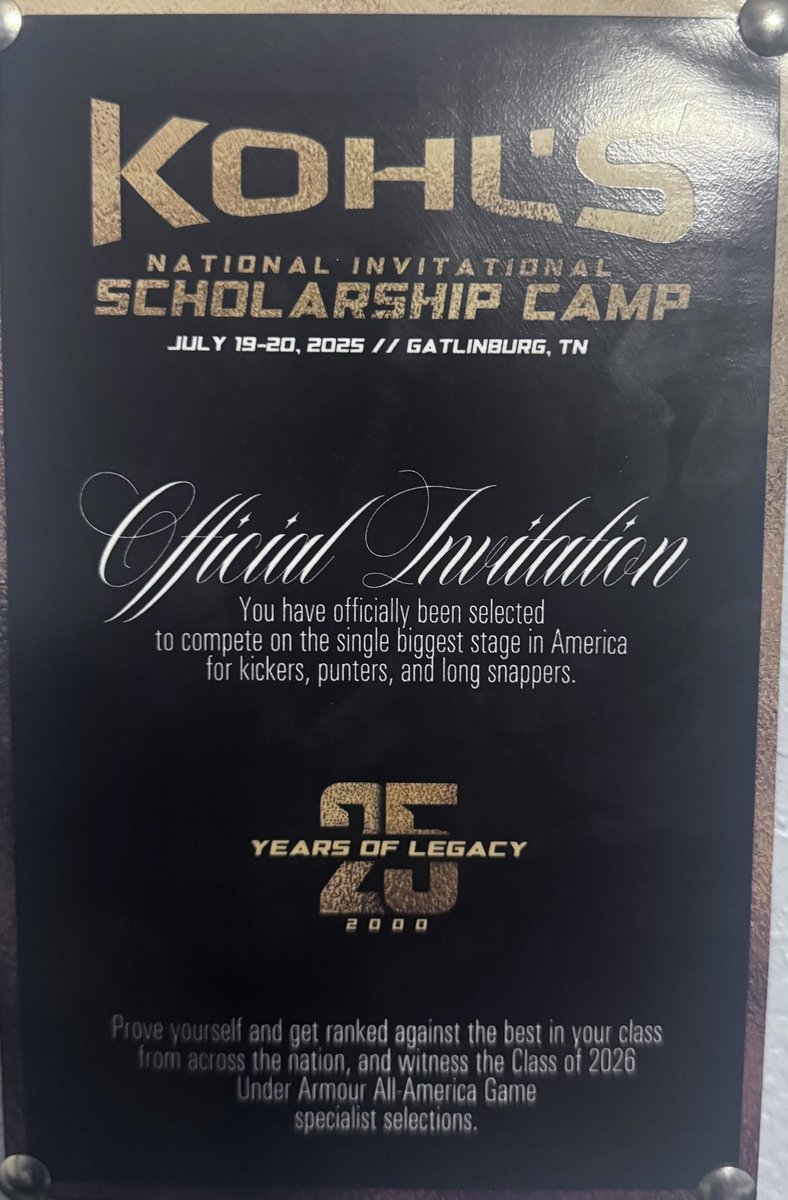 KOHL'S
NATIONAL INVITATIONAL
SCHOLARSHIP CAMP
JULY 19-20, 2025 // GATLINBURG, TN
Official Invitation
You have officially been selected
to compete on the single biggest stage in America
for kickers, punters, and long snappers.
25
YEARS OF LEGACY
2000
Prove yourself and get ranked against the best in your class
from across the nation, and witness the Class of 2026
Under Armour All-America Game
specialist selections.